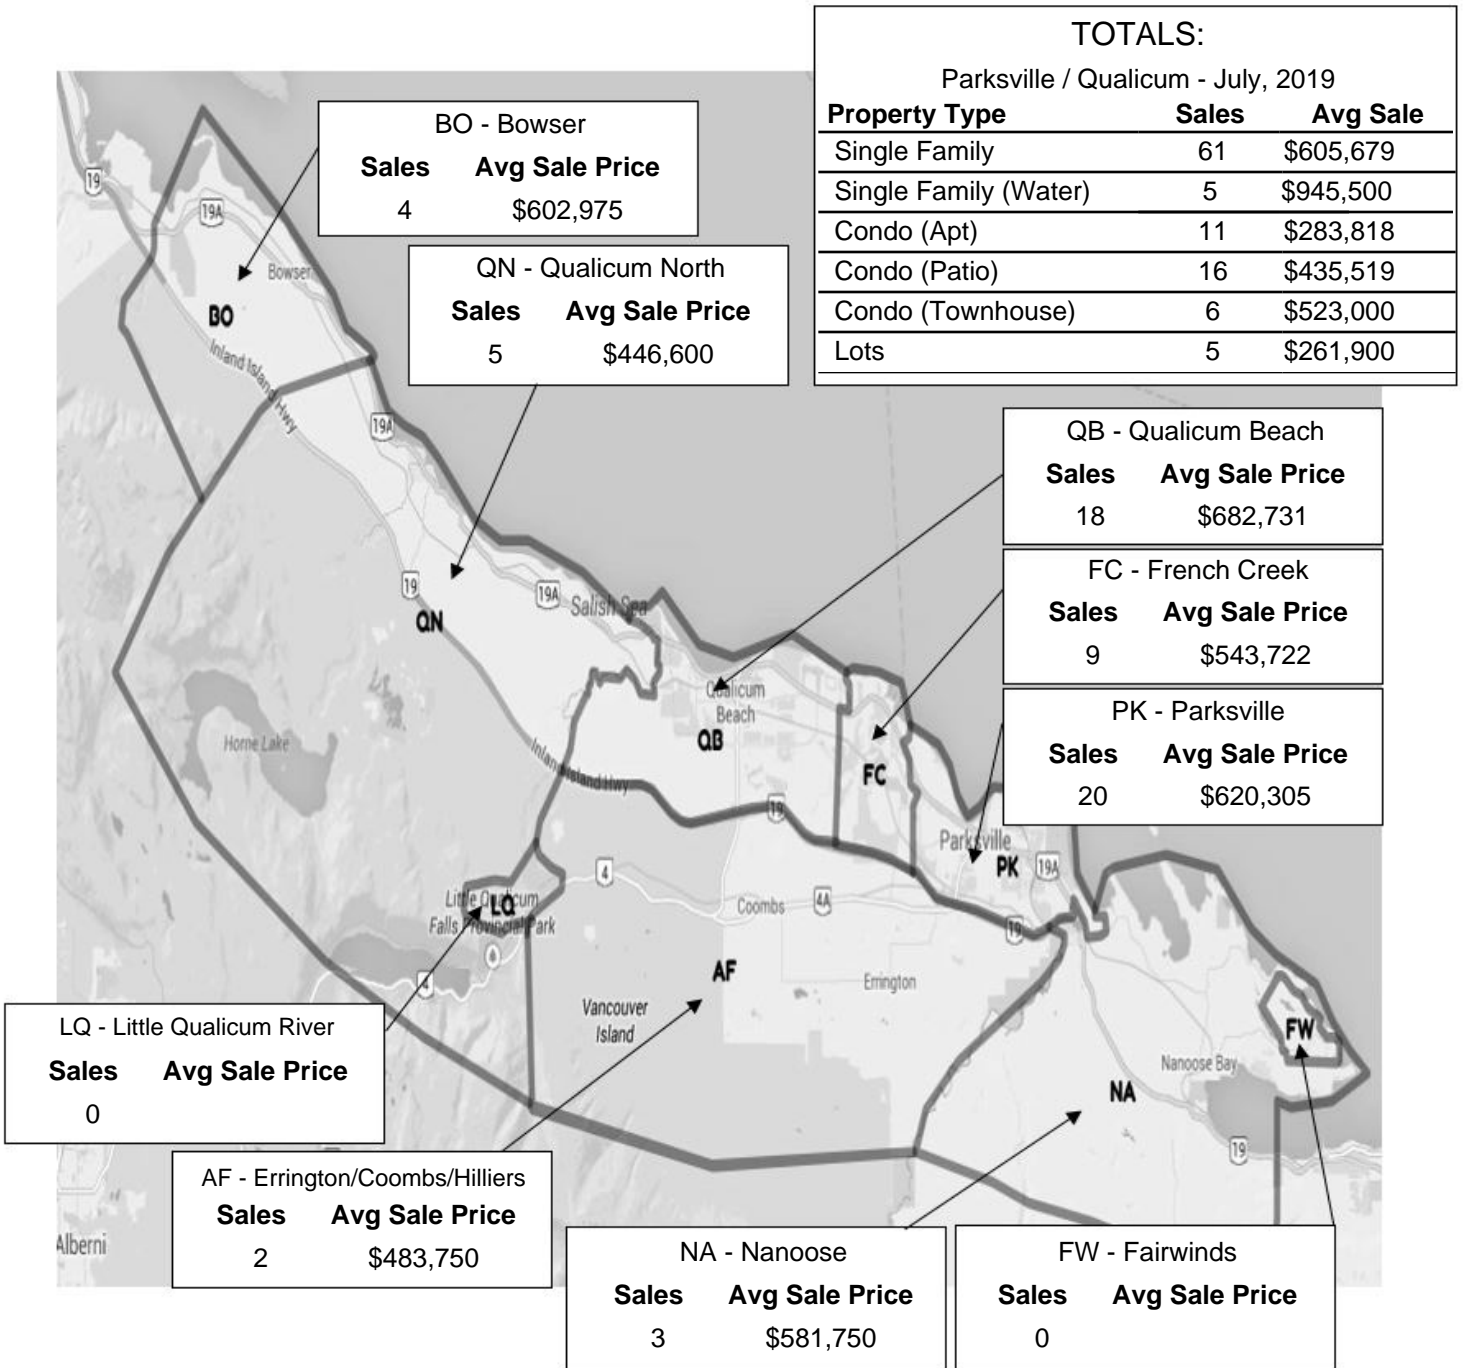 TOTALS:
Parksville / Qualicum - July, 2019
Property Type Sales Avg Sale
Single Family 61 $605,679
Single Family (Water) 5 $945,500
Condo (Apt) 11 $283,818
Condo (Patio) 16 $435,519
Condo (Townhouse) 6 $523,000
Lots 5 $261,900
BO - Bowser
Sales Avg Sale Price
4 $602,975
QN - Qualicum North
Sales Avg Sale Price
5 $446,600
QB - Qualicum Beach
Sales Avg Sale Price
18 $682,731
FC - French Creek
Sales Avg Sale Price
9 $543,722
PK - Parksville
Sales Avg Sale Price
20 $620,305
LQ - Little Qualicum River
Sales Avg Sale Price
0
AF - Errington/Coombs/Hilliers
Sales Avg Sale Price
2 $483,750
NA - Nanoose
Sales Avg Sale Price
3 $581,750
FW - Fairwinds
Sales Avg Sale Price
0
19
19A
Bowser
BO
Inland Island Hwy
19A
19
QN
19A
Salish Sea
Qualicum
Beach
QB
Horne Lake
Inland Island Hwy
FC
19
Parksville
PK
19A
4
Little Qualicum
Falls Provincial Park
LQ
Coombs
4A
19
4
AF
Errington
Vancouver
Island
FW
Nanoose Bay
NA
19
Alberni